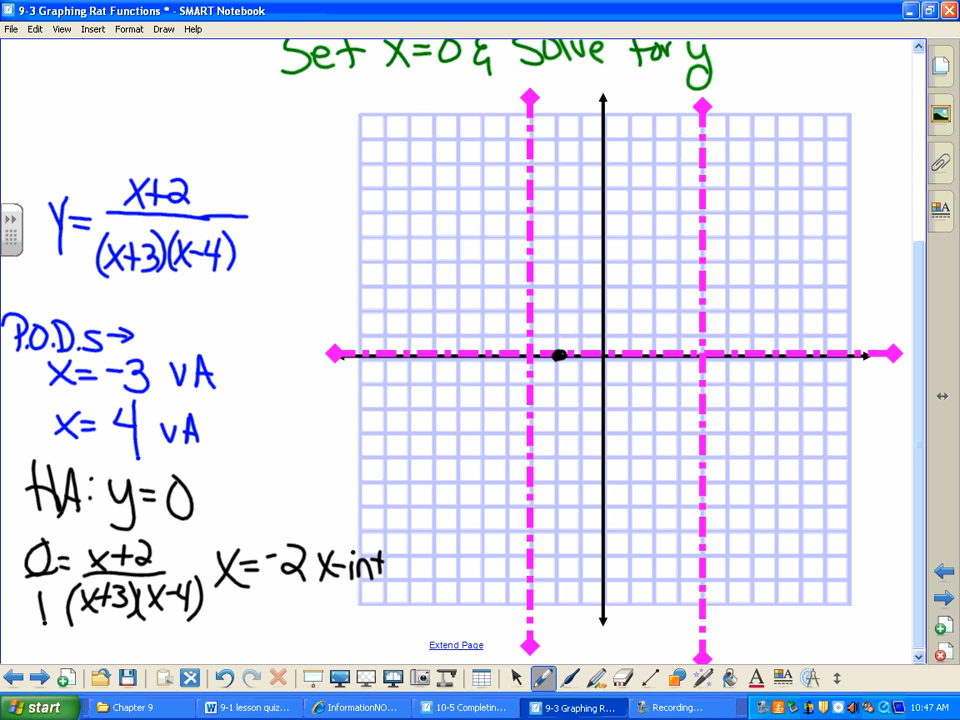 9-3 Graphing Rat Functions * - SMART Notebook
File Edit View Insert Format Draw Help
Set x=0 & Solve for y
Y= x+2
(x+3)(x-4)
P.O.D.s →
x= -3 VA
x= 4 VA
HA: y=0
0 = x+2 x= -2 x-int
1 (x+3)(x-4)
Extend Page
start
Chapter 9
9-1 lesson quiz...
InformationNO...
10-5 Completin...
9-3 Graphing R...
Recording...
10:47 AM